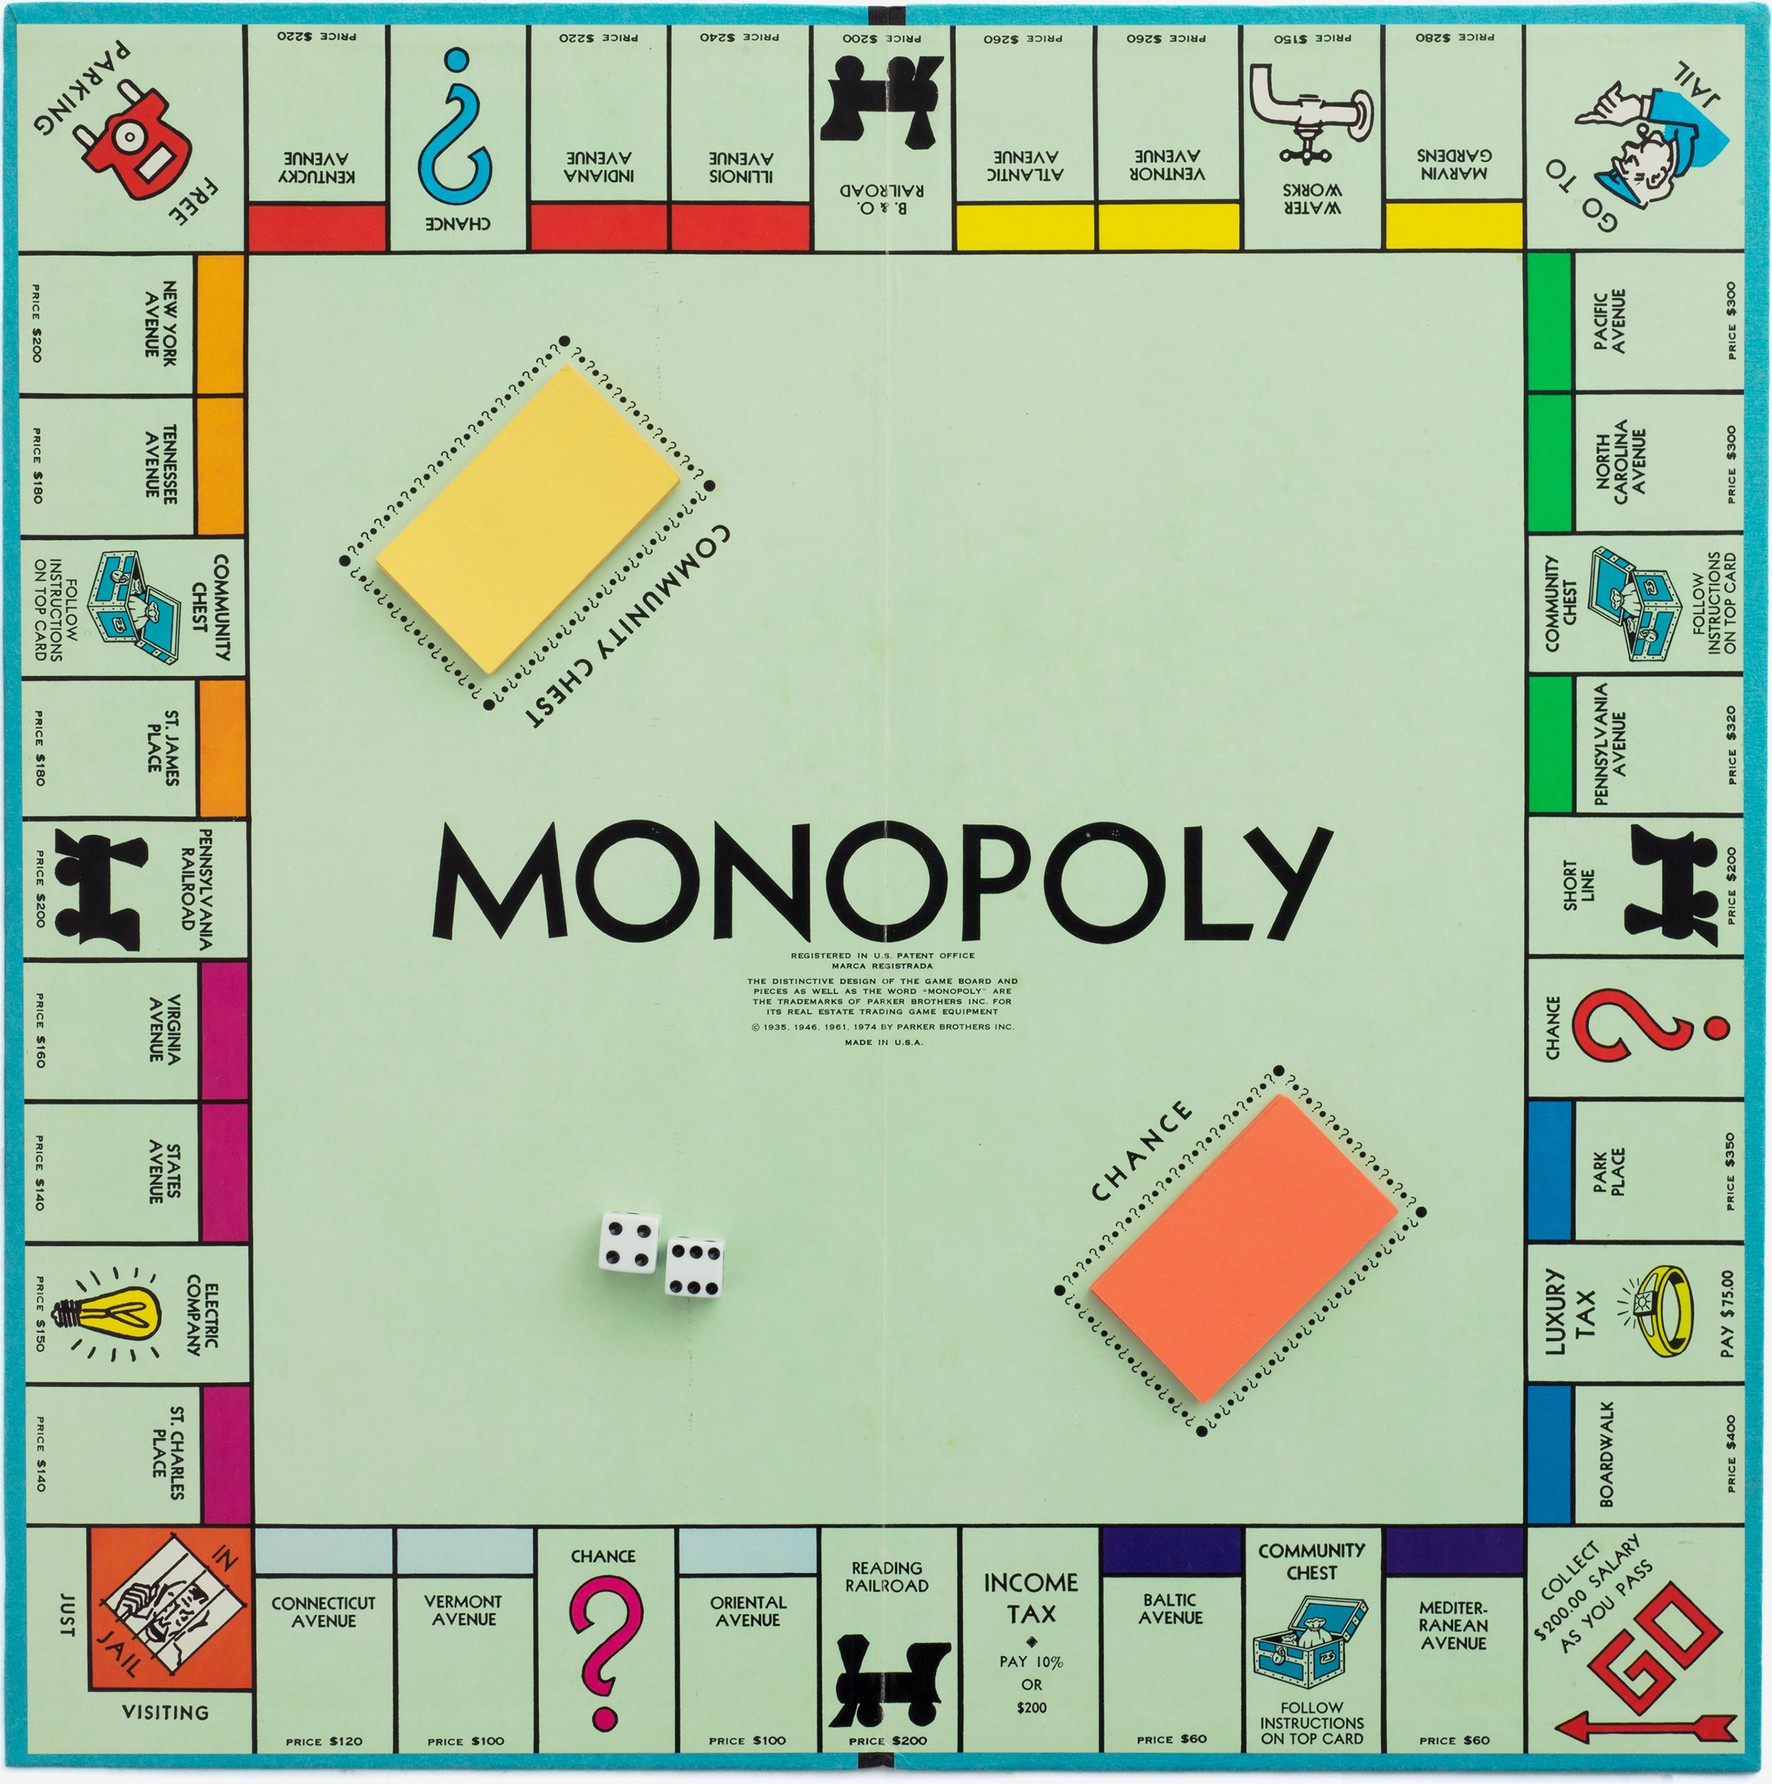 FREE
PARKING
KENTUCKY
AVENUE
PRICE $220
CHANCE
INDIANA
AVENUE
PRICE $220
ILLINOIS
AVENUE
PRICE $240
B. & O.
RAILROAD
PRICE $200
ATLANTIC
AVENUE
PRICE $260
VENTNOR
AVENUE
PRICE $260
WATER
WORKS
PRICE $150
MARVIN
GARDENS
PRICE $280
GO TO
JAIL
PACIFIC
AVENUE
PRICE $300
NORTH
CAROLINA
AVENUE
PRICE $300
COMMUNITY
CHEST
FOLLOW
INSTRUCTIONS
ON TOP CARD
PENNSYLVANIA
AVENUE
PRICE $320
SHORT
LINE
PRICE $200
CHANCE
PARK
PLACE
PRICE $350
LUXURY
TAX
PAY $75.00
BOARDWALK
PRICE $400
COLLECT
$200.00 SALARY
AS YOU PASS
GO
MEDITER-
RANEAN
AVENUE
PRICE $60
COMMUNITY
CHEST
FOLLOW
INSTRUCTIONS
ON TOP CARD
BALTIC
AVENUE
PRICE $60
INCOME
TAX
PAY 10%
OR
$200
READING
RAILROAD
PRICE $200
ORIENTAL
AVENUE
PRICE $100
CHANCE
VERMONT
AVENUE
PRICE $100
CONNECTICUT
AVENUE
PRICE $120
IN
JAIL
JUST
VISITING
ST. CHARLES
PLACE
PRICE $140
ELECTRIC
COMPANY
PRICE $150
STATES
AVENUE
PRICE $140
VIRGINIA
AVENUE
PRICE $160
PENNSYLVANIA
RAILROAD
PRICE $200
ST. JAMES
PLACE
PRICE $180
COMMUNITY
CHEST
FOLLOW
INSTRUCTIONS
ON TOP CARD
TENNESSEE
AVENUE
PRICE $180
NEW YORK
AVENUE
PRICE $200
COMMUNITY CHEST
MONOPOLY
REGISTERED IN U.S. PATENT OFFICE
MARCA REGISTRADA
THE DISTINCTIVE DESIGN OF THE GAME BOARD AND
PIECES AS WELL AS THE WORD "MONOPOLY" ARE
THE TRADEMARKS OF PARKER BROTHERS INC. FOR
ITS REAL ESTATE TRADING GAME EQUIPMENT
© 1935, 1946, 1961, 1974 BY PARKER BROTHERS INC.
MADE IN U.S.A.
CHANCE